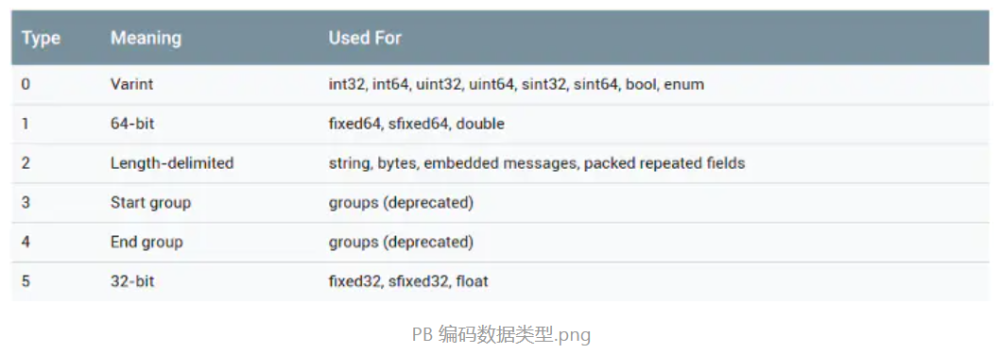 Type Meaning Used For
0 Varint int32, int64, uint32, uint64, sint32, sint64, bool, enum
1 64-bit fixed64, sfixed64, double
2 Length-delimited string, bytes, embedded messages, packed repeated fields
3 Start group groups (deprecated)
4 End group groups (deprecated)
5 32-bit fixed32, sfixed32, float
PB 编码数据类型.png